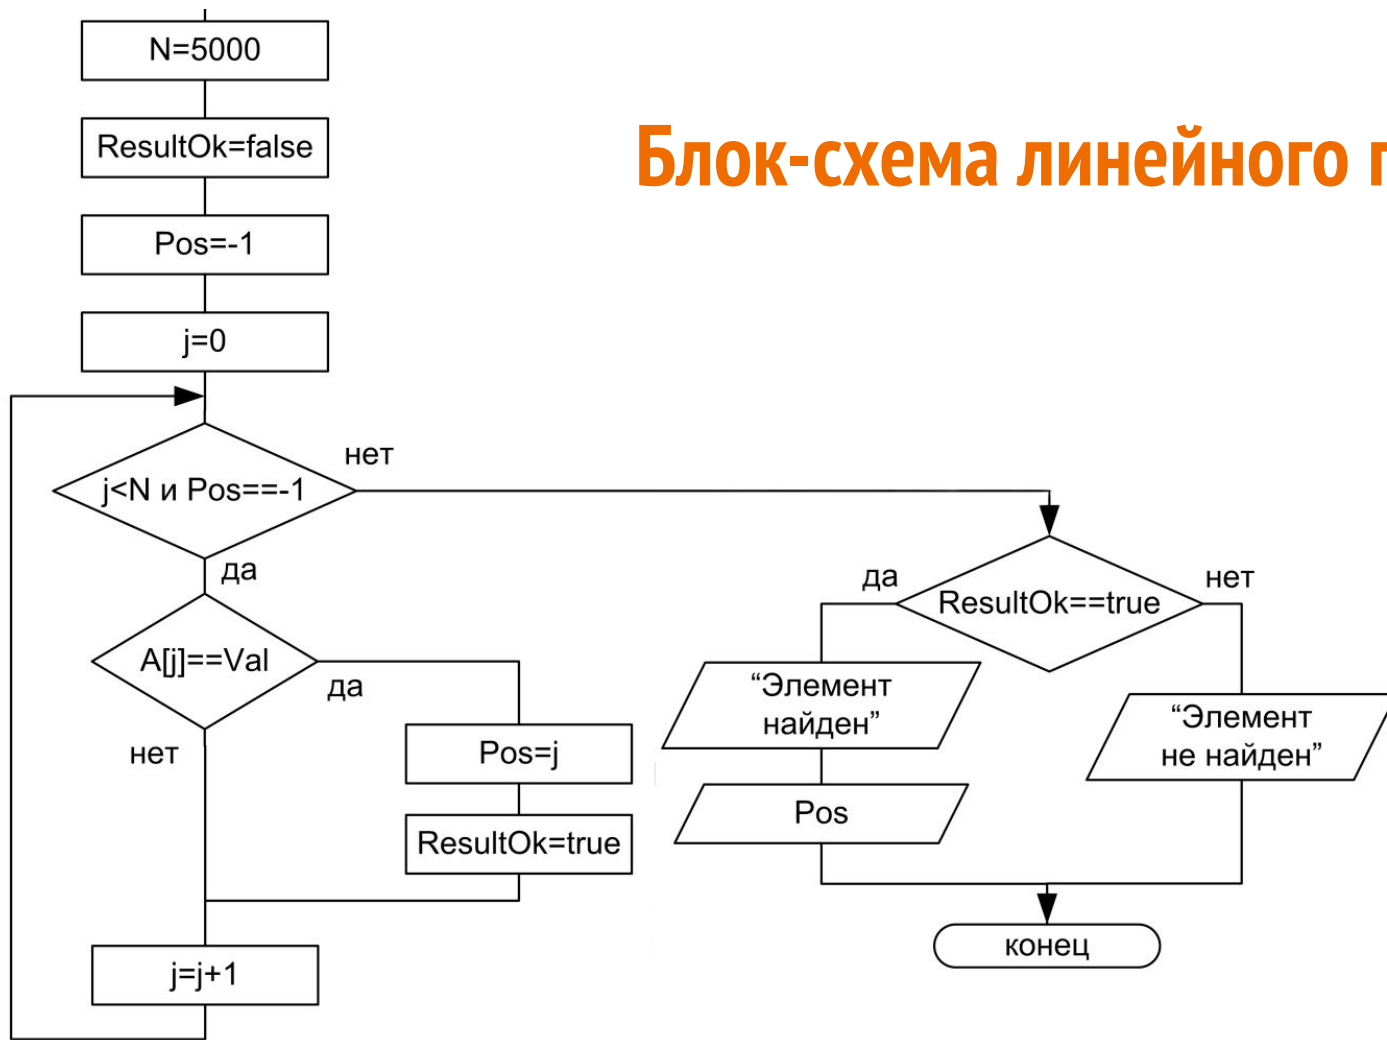 N=5000
ResultOk=false
Блок-схема линейного
Pos=-1
j=0
нет
j<N и Pos==-1
да
да
ResultOk==true
нет
A[j]==Val
да
нет
Pos=j
ResultOk=true
j=j+1
“Элемент
найден”
Pos
“Элемент
не найден”
конец